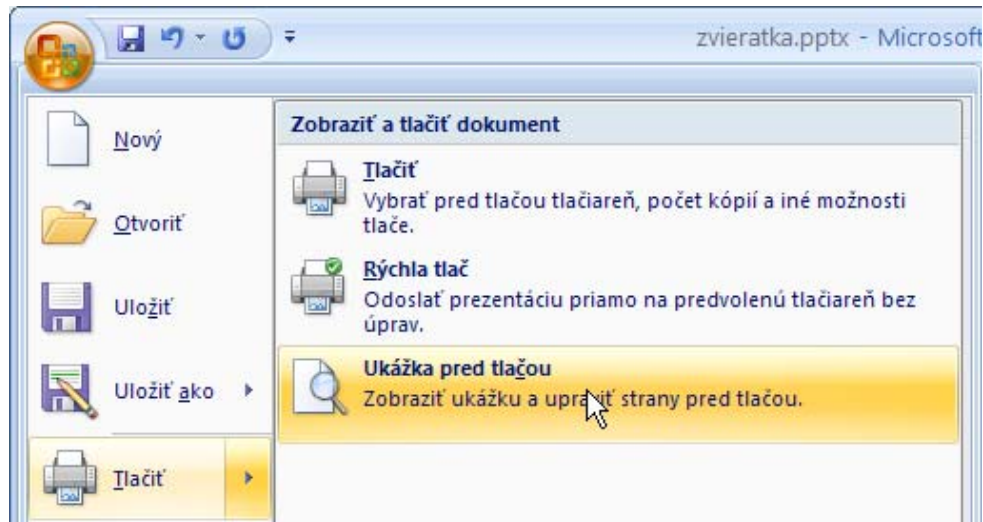 zvieratka.pptx - Microsoft
Nový
Otvoriť
Uložiť
Uložiť ako
Tlačiť
Zobraziť a tlačiť dokument
Tlačiť
Vybrať pred tlačou tlačiareň, počet kópií a iné možnosti
tlače.
Rýchla tlač
Odoslať prezentáciu priamo na predvolenú tlačiareň bez
úprav.
Ukážka pred tlačou
Zobraziť ukážku a upraviť strany pred tlačou.